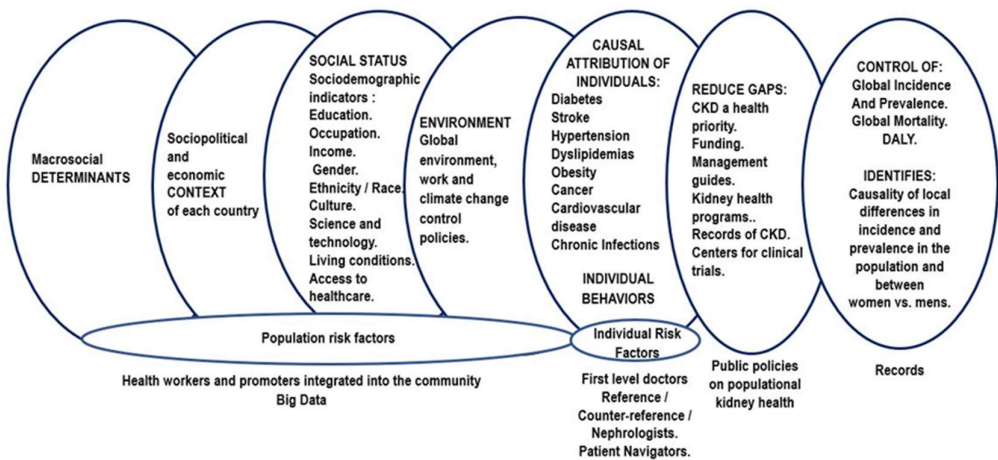 Macrosocial
DETERMINANTS
Sociopolitical
and
economic
CONTEXT
of each country
SOCIAL STATUS
Sociodemographic
indicators :
Education.
Occupation.
Income.
Gender.
Ethnicity / Race.
Culture.
Science and
technology.
Living conditions.
Access to
healthcare.
ENVIRONMENT
Global
environment,
work and
climate change
control
policies.
CAUSAL
ATTRIBUTION OF
INDIVIDUALS:
Diabetes
Stroke
Hypertension
Dyslipidemias
Obesity
Cancer
Cardiovascular
disease
Chronic Infections
INDIVIDUAL
BEHAVIORS
REDUCE GAPS:
CKD a health
priority.
Funding.
Management
guides.
Kidney health
programs..
Records of CKD.
Centers for clinical
trials.
CONTROL OF:
Global Incidence
And Prevalence.
Global Mortality.
DALY.
IDENTIFIES:
Causality of local
differences in
incidence and
prevalence in the
population and
between
women vs. mens.
Population risk factors
Individual Risk
Factors
Health workers and promoters integrated into the community
Big Data
First level doctors
Reference /
Counter-reference /
Nephrologists.
Patient Navigators.
Public policies
on populational
kidney health
Records